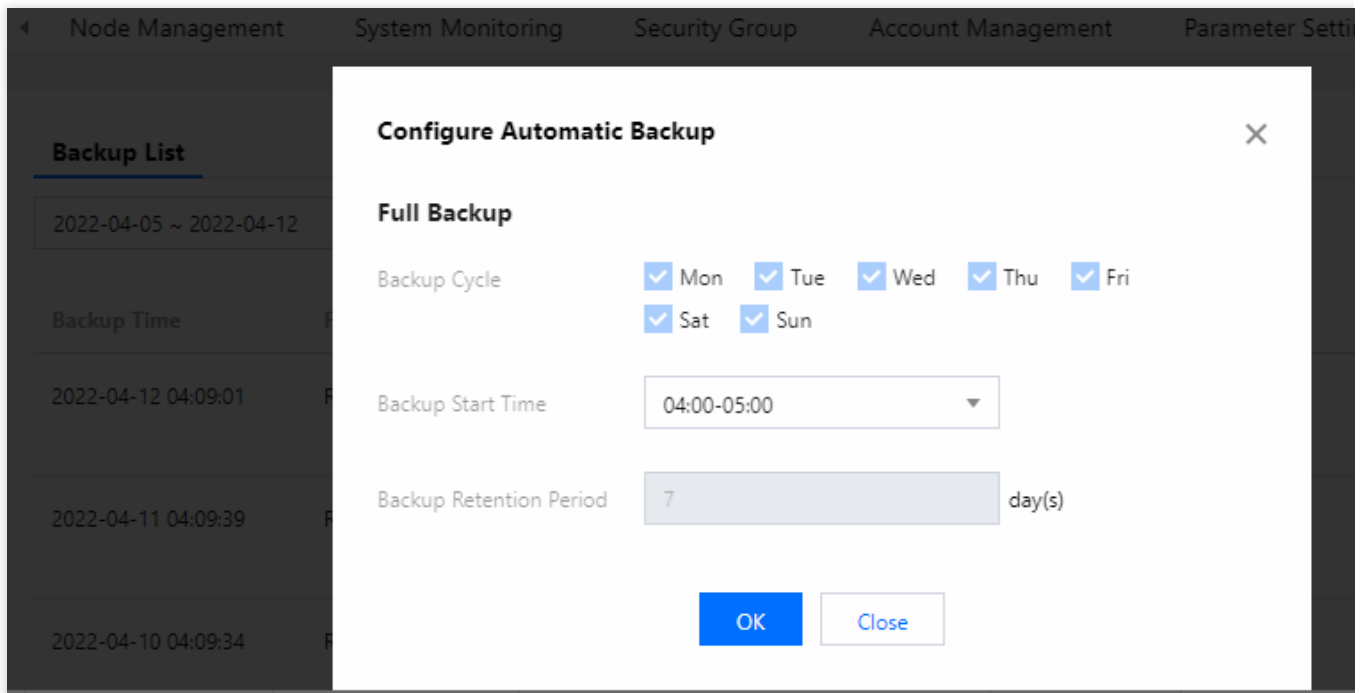 Node Management System Monitoring Security Group Account Management Parameter Setti
Configure Automatic Backup
Backup List
Full Backup
2022-04-05 ~ 2022-04-12
Backup Cycle Mon Tue Wed Thu Fri
Sat Sun
Backup Time
2022-04-12 04:09:01 Backup Start Time 04:00-05:00
Backup Retention Period 7 day(s)
2022-04-11 04:09:39
OK Close
2022-04-10 04:09:34